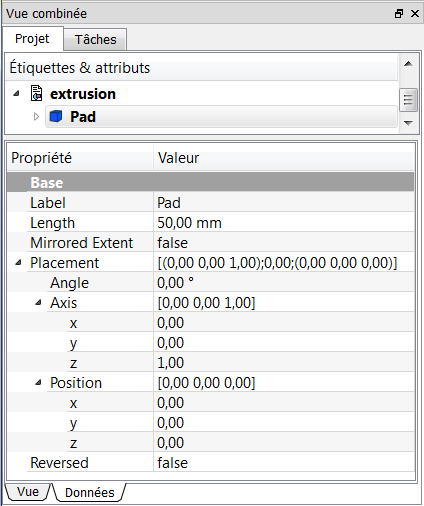 Vue combinée
Projet Tâches
Étiquettes & attributs
extrusion
Pad
Propriété Valeur
Base
Label Pad
Length 50,00 mm
Mirrored Extent false
Placement [(0,00 0,00 1,00);0,00;(0,00 0,00 0,00)]
Angle 0,00 °
Axis [0,00 0,00 1,00]
x 0,00
y 0,00
z 1,00
Position [0,00 0,00 0,00]
x 0,00
y 0,00
z 0,00
Reversed false
Vue Données